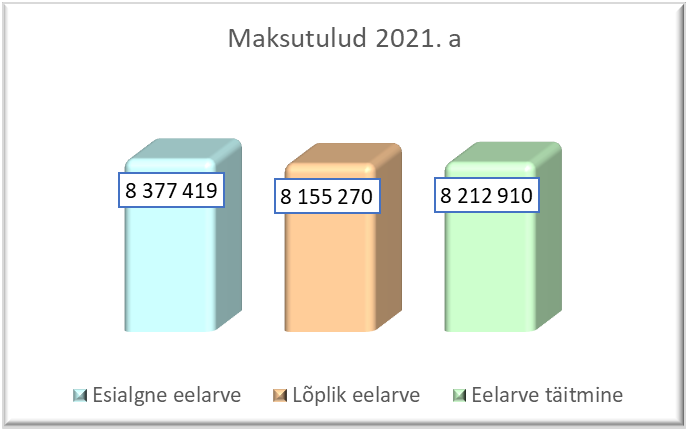 Maksutulud 2021. a
8 377 419
8 155 270
8 212 910
Esialgne eelarve
Lõplik eelarve
Eelarve täitmine